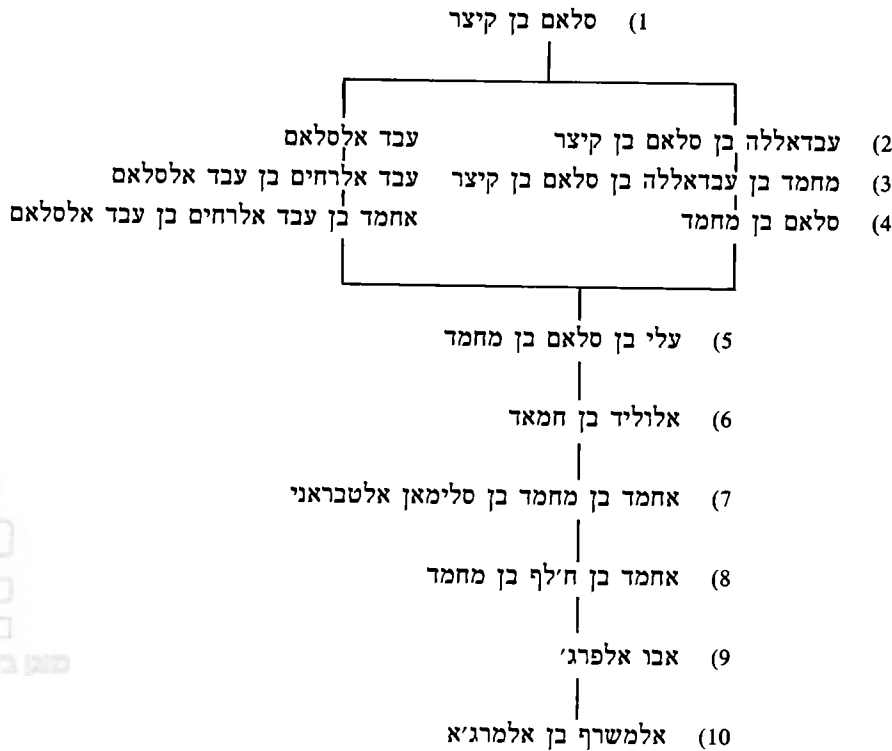 1) סלאם בן קיצר
2) עבדאללה בן סלאם בן קיצר עבד אלסלאם
3) מחמד בן עבדאללה בן סלאם בן קיצר עבד אלרחים בן עבד אלסלאם
4) סלאם בן מחמד אחמד בן עבד אלרחים בן עבד אלסלאם
5) עלי בן סלאם בן מחמד
6) אלוליד בן חמאד
7) אחמד בן מחמד בן סלימאן אלטבראני
8) אחמד בן ח'לף בן מחמד
9) אבו אלפרג'
10) אלמשרף בן אלמרג'א